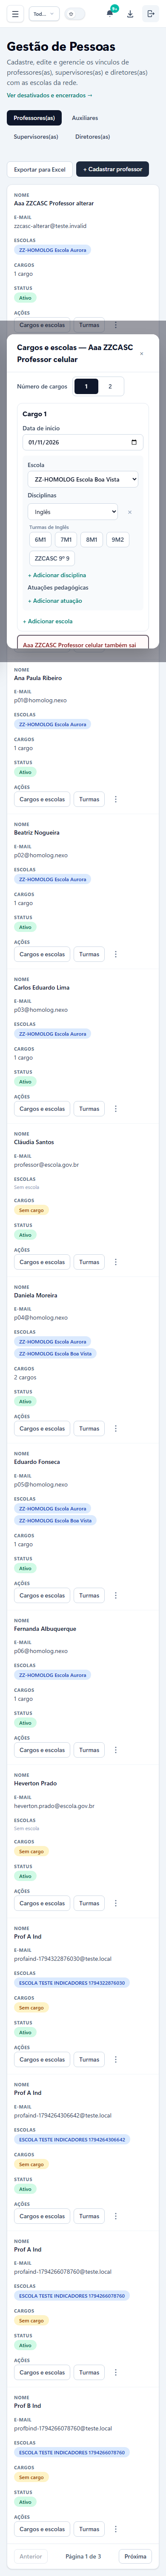 Tod...
9+
Gestão de Pessoas
Cadastre, edite e gerencie os vínculos de
professores(as), supervisores(as) e diretores(as)
com as escolas da rede.
Ver desativados e encerrados →
Professores(as)
Auxiliares
Supervisores(as)
Diretores(as)
Exportar para Excel
+ Cadastrar professor
NOME
Aaa ZZCASC Professor alterar
E-MAIL
zzcasc-alterar@teste.invalid
ESCOLAS
ZZ-HOMOLOG Escola Boa Vista
CARGOS
1 cargo
STATUS
Ativo
AÇÕES
Cargos e escolas
Turmas
Cargos e escolas — Aaa ZZCASC
Professor celular
×
Número de cargos
1
2
Cargo 1
Data de início
01/11/2026
Escola
ZZ-HOMOLOG Escola Boa Vista
Disciplinas
Inglês
×
Turmas de Inglês
6M1
7M1
8M1
9M2
ZZCASC 9º 9
+ Adicionar disciplina
Atuações pedagógicas
+ Adicionar atuação
+ Adicionar escola
Aaa ZZCASC Professor celular também sai
NOME
Ana Paula Ribeiro
E-MAIL
p01@homolog.nexo
ESCOLAS
ZZ-HOMOLOG Escola Aurora
CARGOS
1 cargo
STATUS
Ativo
AÇÕES
Cargos e escolas
Turmas
NOME
Beatriz Nogueira
E-MAIL
p02@homolog.nexo
ESCOLAS
ZZ-HOMOLOG Escola Aurora
CARGOS
1 cargo
STATUS
Ativo
AÇÕES
Cargos e escolas
Turmas
NOME
Carlos Eduardo Lima
E-MAIL
p03@homolog.nexo
ESCOLAS
ZZ-HOMOLOG Escola Aurora
CARGOS
1 cargo
STATUS
Ativo
AÇÕES
Cargos e escolas
Turmas
NOME
Cláudia Santos
E-MAIL
professor@escola.gov.br
ESCOLAS
Sem escola
CARGOS
Sem cargo
STATUS
Ativo
AÇÕES
Cargos e escolas
Turmas
NOME
Daniela Moreira
E-MAIL
p04@homolog.nexo
ESCOLAS
ZZ-HOMOLOG Escola Aurora
ZZ-HOMOLOG Escola Boa Vista
CARGOS
2 cargos
STATUS
Ativo
AÇÕES
Cargos e escolas
Turmas
NOME
Eduardo Fonseca
E-MAIL
p05@homolog.nexo
ESCOLAS
ZZ-HOMOLOG Escola Aurora
ZZ-HOMOLOG Escola Boa Vista
CARGOS
1 cargo
STATUS
Ativo
AÇÕES
Cargos e escolas
Turmas
NOME
Fernanda Albuquerque
E-MAIL
p06@homolog.nexo
ESCOLAS
ZZ-HOMOLOG Escola Aurora
CARGOS
1 cargo
STATUS
Ativo
AÇÕES
Cargos e escolas
Turmas
NOME
Heverton Prado
E-MAIL
heverton.prado@escola.gov.br
ESCOLAS
Sem escola
CARGOS
Sem cargo
STATUS
Ativo
AÇÕES
Cargos e escolas
Turmas
NOME
Prof A Ind
E-MAIL
profaind-1794322876030@teste.local
ESCOLAS
ESCOLA TESTE INDICADORES 1794322876030
CARGOS
Sem cargo
STATUS
Ativo
AÇÕES
Cargos e escolas
Turmas
NOME
Prof A Ind
E-MAIL
profaind-1794264306642@teste.local
ESCOLAS
ESCOLA TESTE INDICADORES 1794264306642
CARGOS
Sem cargo
STATUS
Ativo
AÇÕES
Cargos e escolas
Turmas
NOME
Prof A Ind
E-MAIL
profaind-1794266078760@teste.local
ESCOLAS
ESCOLA TESTE INDICADORES 1794266078760
CARGOS
Sem cargo
STATUS
Ativo
AÇÕES
Cargos e escolas
Turmas
NOME
Prof B Ind
E-MAIL
profbind-1794266078760@teste.local
ESCOLAS
ESCOLA TESTE INDICADORES 1794266078760
CARGOS
Sem cargo
STATUS
Ativo
AÇÕES
Cargos e escolas
Turmas
Anterior
Página 1 de 3
Próxima